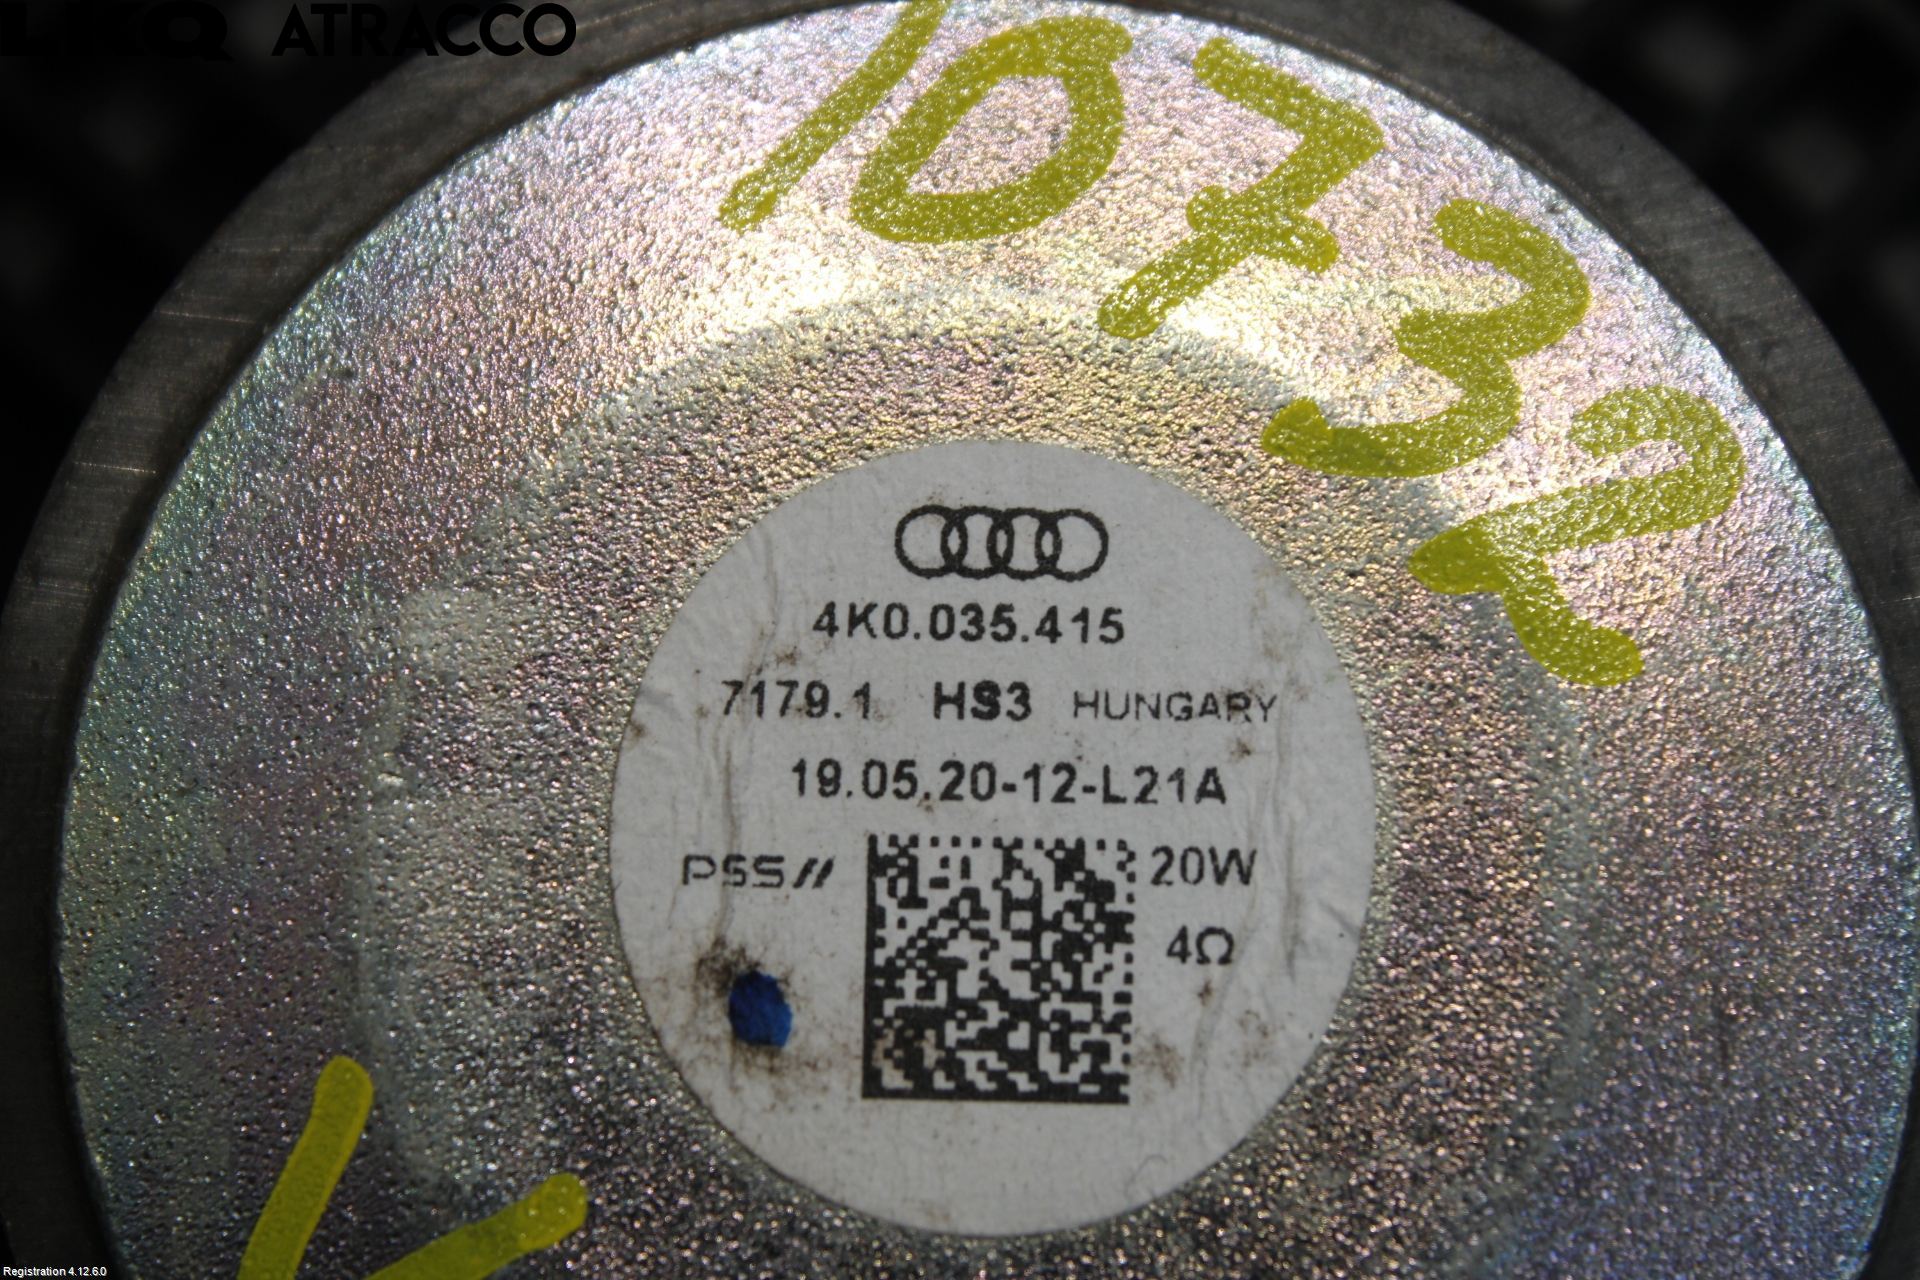 LKQ ATRACCO
10732
4K0.035.415
7179.1 HS3 HUNGARY
19.05.20-12-L21A
PSS// 20W
4Ω
Registration 4.12.6.0